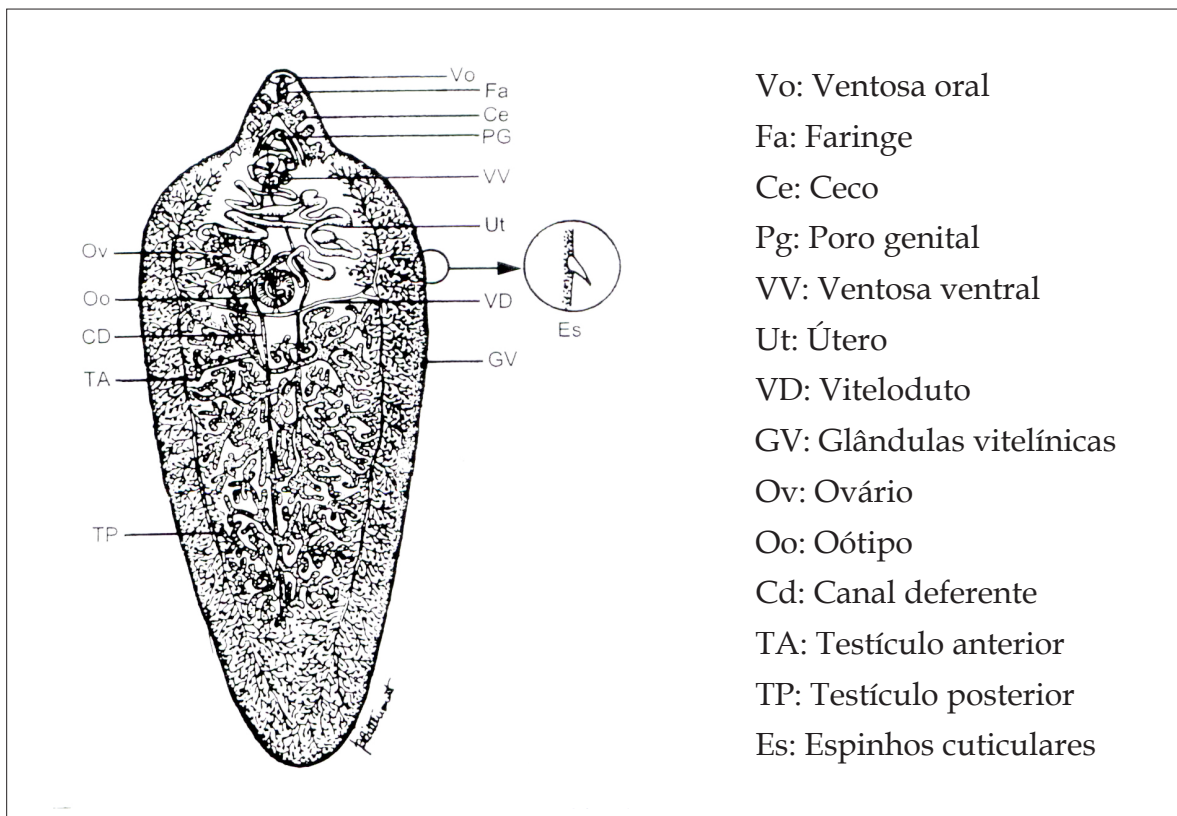 Vo
Fa
Ce
PG
VV
Ut
Ov
Oo
VD
CD
Es
GV
TA
TP
Vo: Ventosa oral
Fa: Faringe
Ce: Ceco
Pg: Poro genital
VV: Ventosa ventral
Ut: Útero
VD: Viteloduto
GV: Glândulas vitelínicas
Ov: Ovário
Oo: Oótipo
Cd: Canal deferente
TA: Testículo anterior
TP: Testículo posterior
Es: Espinhos cuticulares